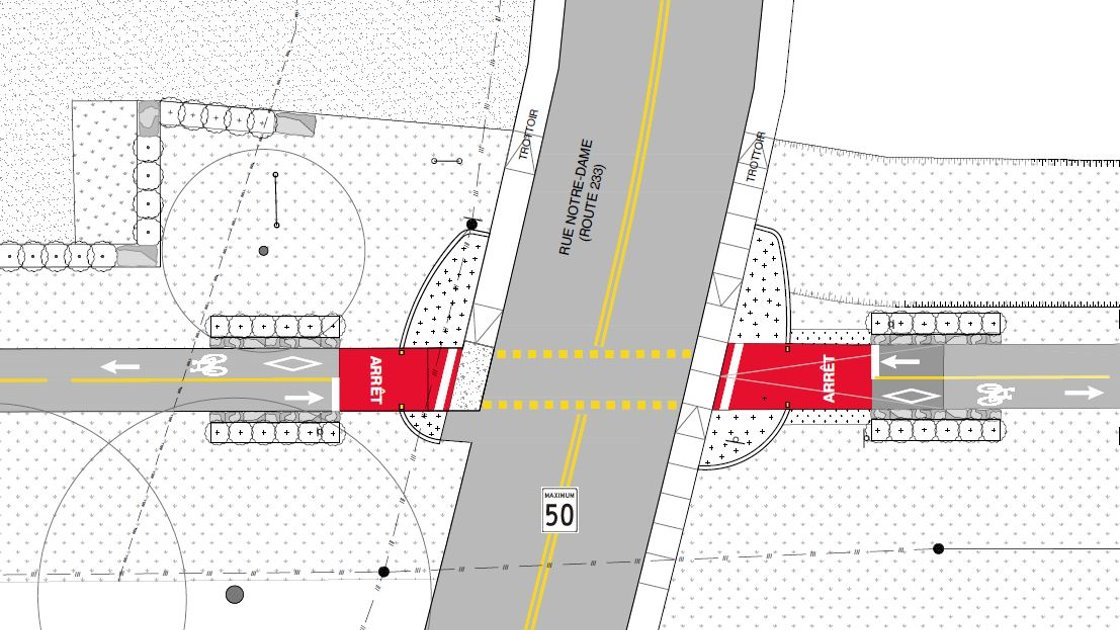 TROTTOIR
RUE NOTRE-DAME
(ROUTE 233)
TROTTOIR
ARRÊT
ARRÊT
MAXIMUM
50